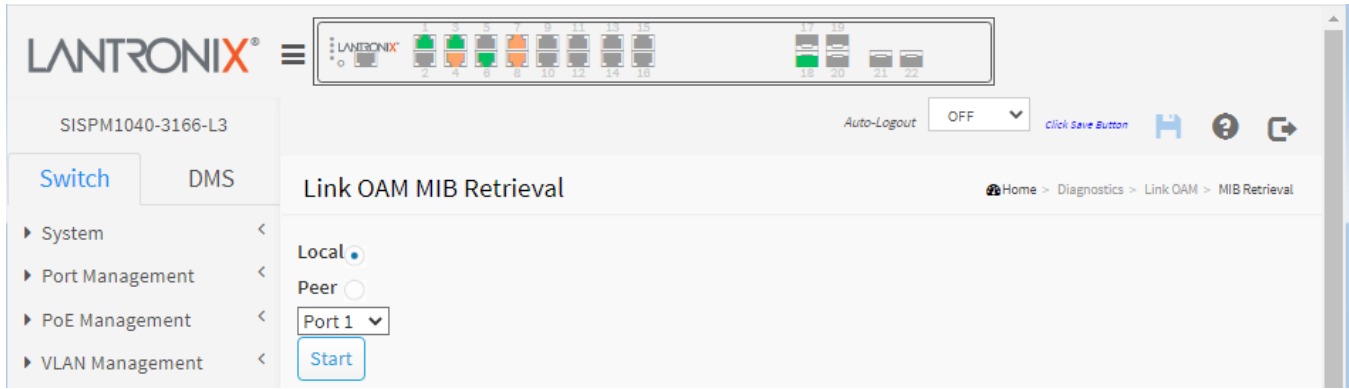 LANTRONIX®
LANTRONIX
1 3 5 7 9 11 13 15 17 19
2 4 6 8 10 12 14 16 18 20 21 22
SISPM1040-3166-L3
Auto-Logout OFF Click Save Button
Switch DMS
Link OAM MIB Retrieval
Home > Diagnostics > Link OAM > MIB Retrieval
System
Port Management
PoE Management
VLAN Management
Local
Peer
Port 1
Start